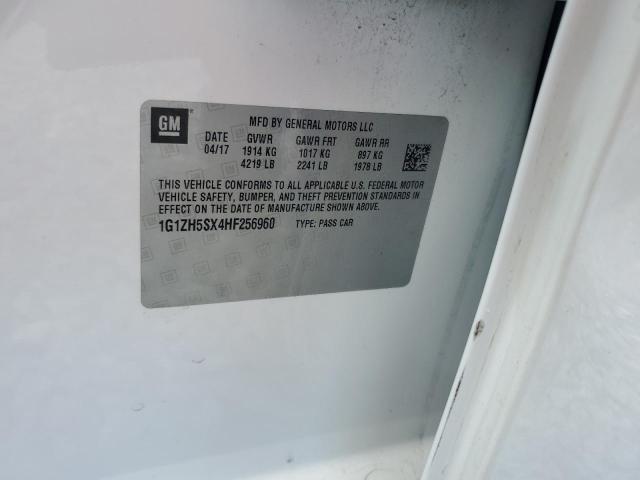 GM
MFD BY GENERAL MOTORS LLC
DATE GVWR GAWR FRT GAWR RR
04/17 1914 KG 1017 KG 897 KG
4219 LB 2241 LB 1978 LB
THIS VEHICLE CONFORMS TO ALL APPLICABLE U.S. FEDERAL MOTOR
VEHICLE SAFETY, BUMPER, AND THEFT PREVENTION STANDARDS IN
EFFECT ON THE DATE OF MANUFACTURE SHOWN ABOVE.
1G1ZH5SX4HF256960 TYPE: PASS CAR